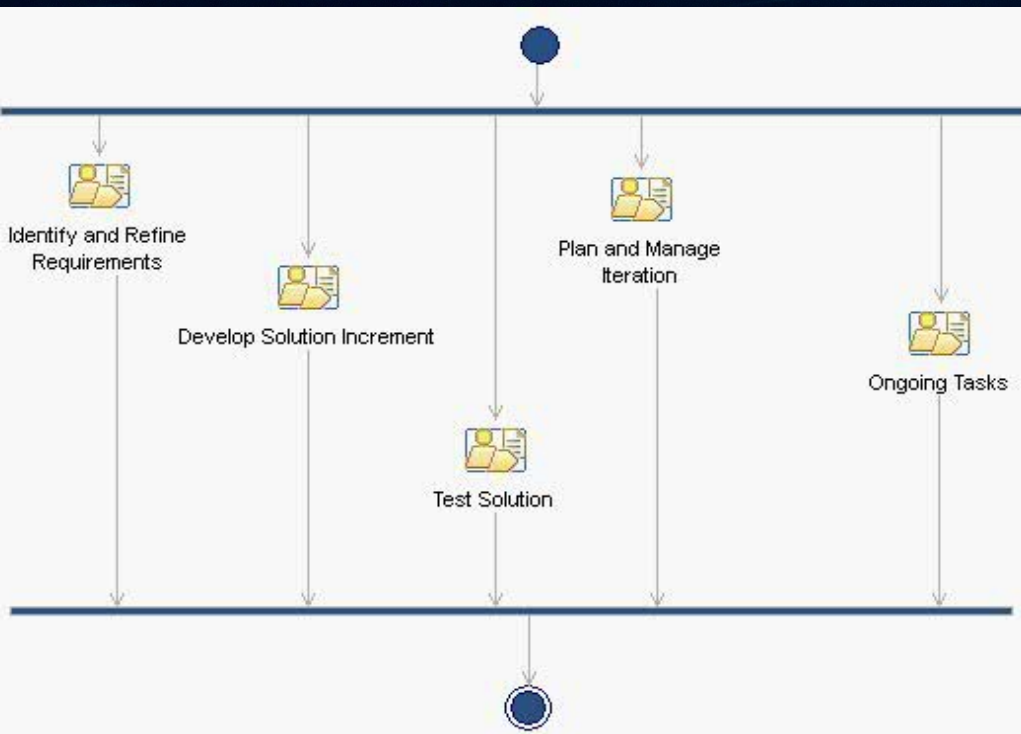 Identify and Refine
Requirements
Develop Solution Increment
Test Solution
Plan and Manage
Iteration
Ongoing Tasks